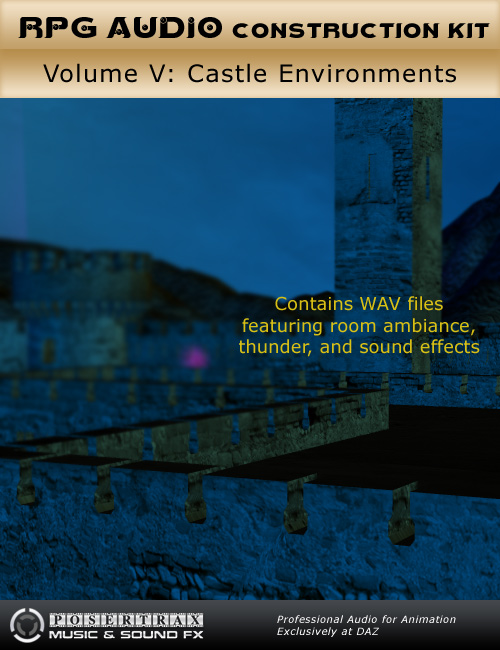 RPG AUDIO CONSTRUCTION KIT
Volume V: Castle Environments
Contains WAV files
featuring room ambiance,
thunder, and sound effects
POSERTRAX
MUSIC & SOUND FX
Professional Audio for Animation
Exclusively at DAZ